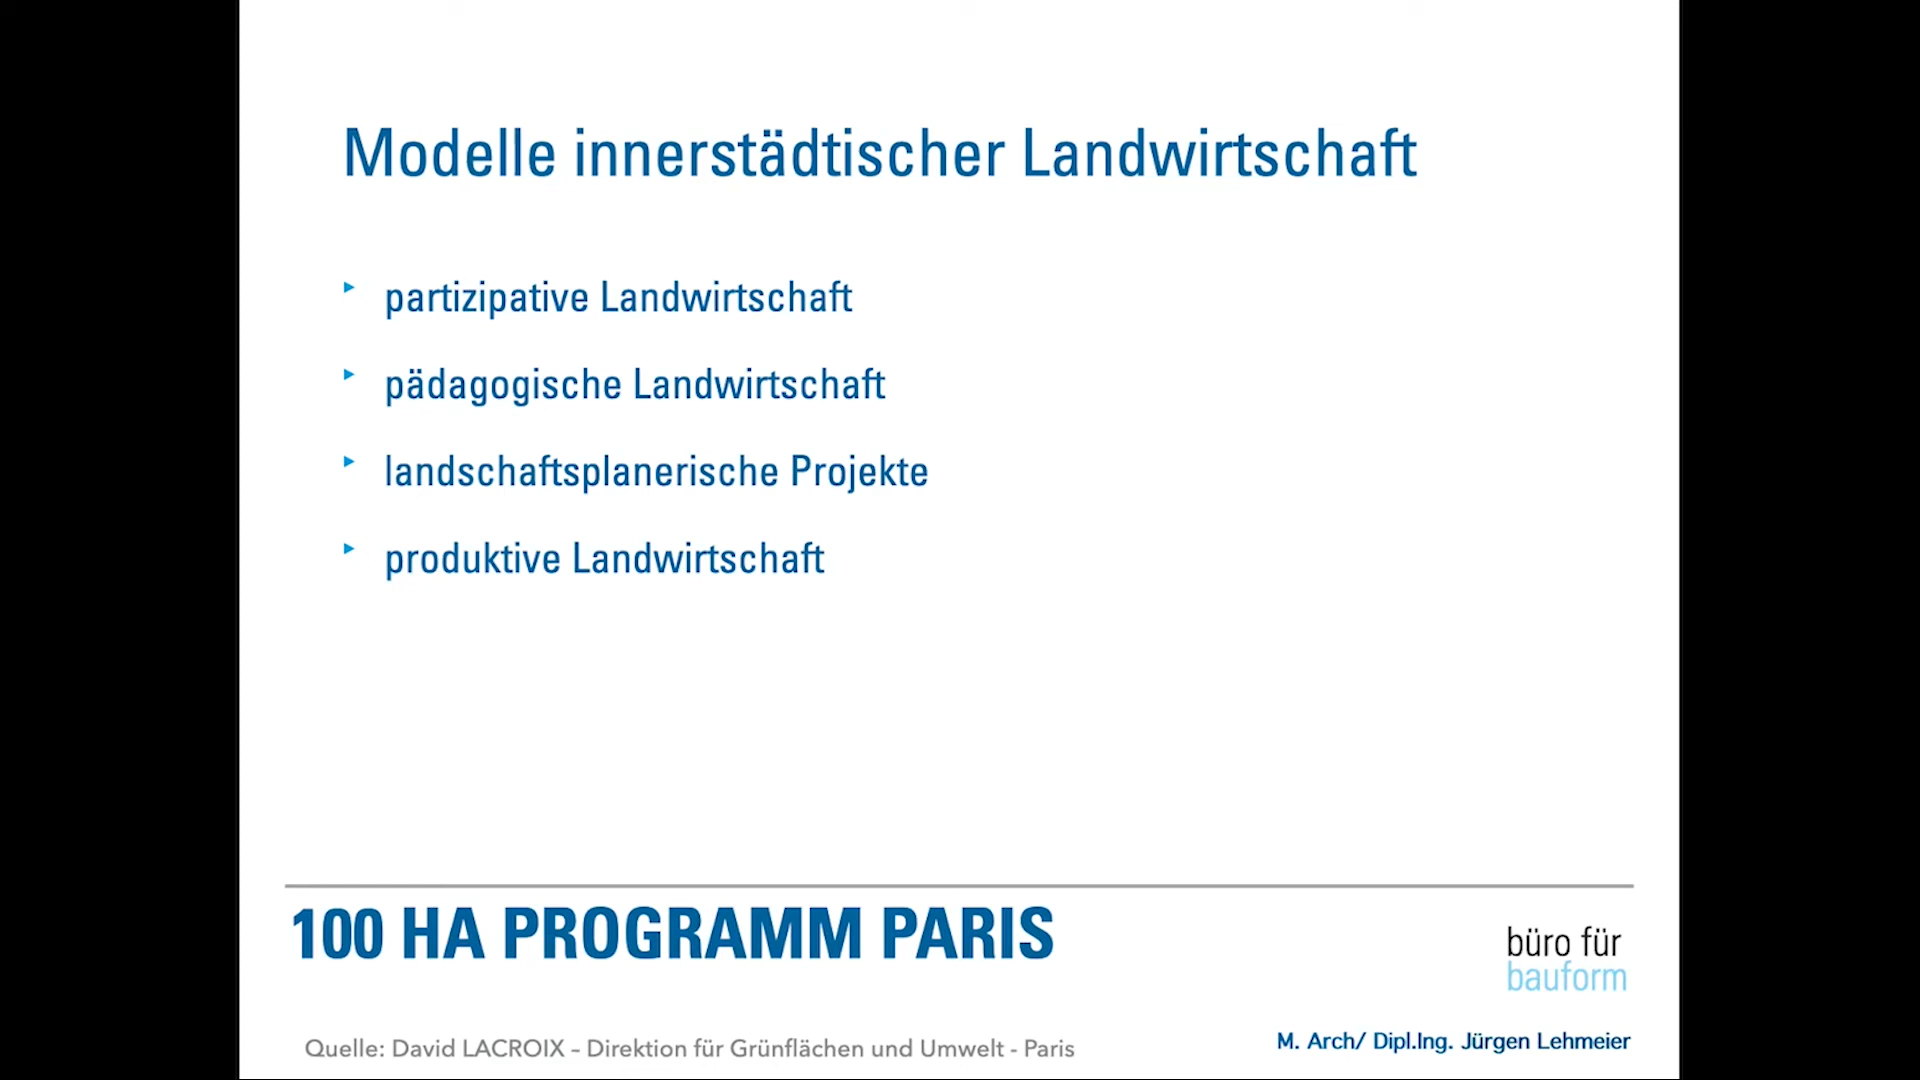 Modelle innerstädtischer Landwirtschaft
‣ partizipative Landwirtschaft
‣ pädagogische Landwirtschaft
‣ landschaftsplanerische Projekte
‣ produktive Landwirtschaft
100 HA PROGRAMM PARIS
büro für
bauform
Quelle: David LACROIX – Direktion für Grünflächen und Umwelt - Paris
M. Arch/ Dipl.Ing. Jürgen Lehmeier